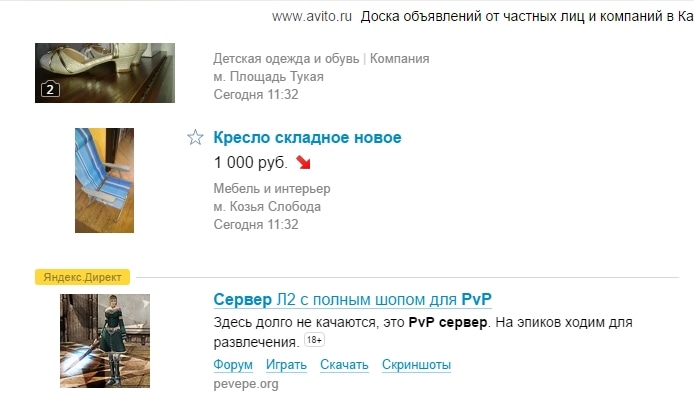 www.avito.ru Доска объявлений от частных лиц и компаний в Ка
2
Детская одежда и обувь | Компания
м. Площадь Тукая
Сегодня 11:32
Кресло складное новое
1 000 руб.
Мебель и интерьер
м. Козья Слобода
Сегодня 11:32
Яндекс.Директ
Сервер Л2 с полным шопом для PvP
Здесь долго не качаются, это PvP сервер. На эпиков ходим для
развлечения. 18+
Форум Играть Скачать Скриншоты
pevepe.org